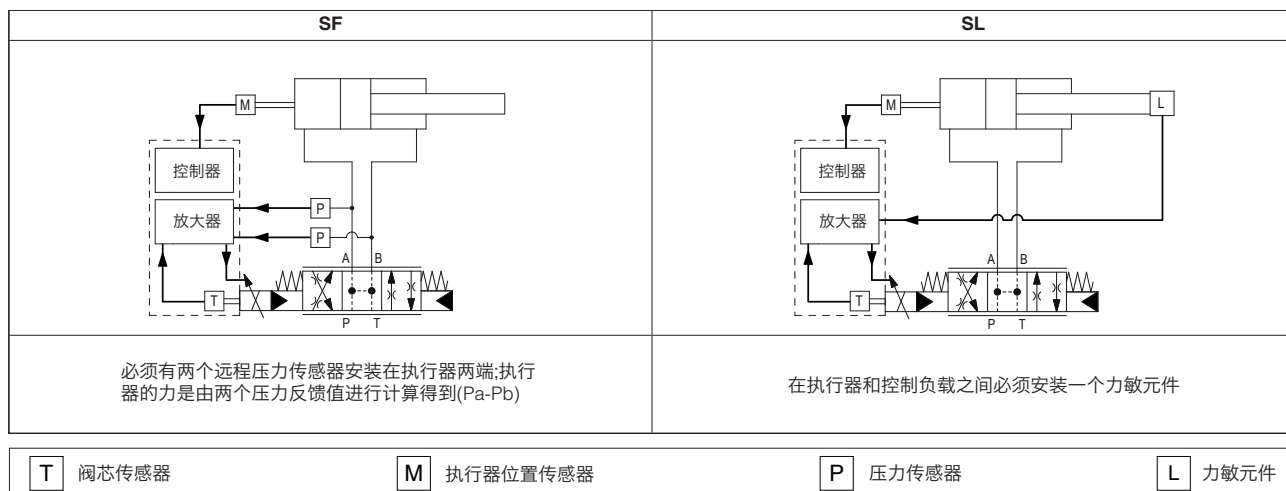 SF
SL
M
控制器
放大器
P
P
A B
T
P T
M
L
控制器
放大器
A B
T
P T
必须有两个远程压力传感器安装在执行器两端;执行
器的力是由两个压力反馈值进行计算得到(Pa-Pb)
在执行器和控制负载之间必须安装一个力敏元件
T 阀芯传感器
M 执行器位置传感器
P 压力传感器
L 力敏元件